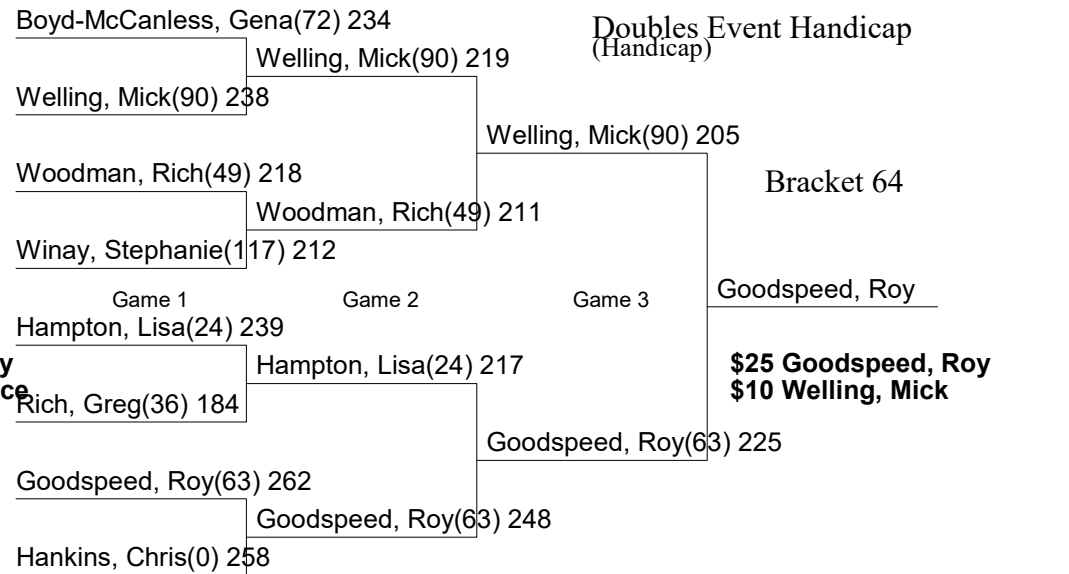 Boyd-McCanless, Gena(72) 234
Doubles Event Handicap
(Handicap)
Welling, Mick(90) 219
Welling, Mick(90) 238
Welling, Mick(90) 205
Woodman, Rich(49) 218
Bracket 64
Woodman, Rich(49) 211
Winay, Stephanie(117) 212
Game 1
Game 2
Game 3
Goodspeed, Roy
Hampton, Lisa(24) 239
y
Hampton, Lisa(24) 217
$25 Goodspeed, Roy
ce
$10 Welling, Mick
Rich, Greg(36) 184
Goodspeed, Roy(63) 225
Goodspeed, Roy(63) 262
Goodspeed, Roy(63) 248
Hankins, Chris(0) 258